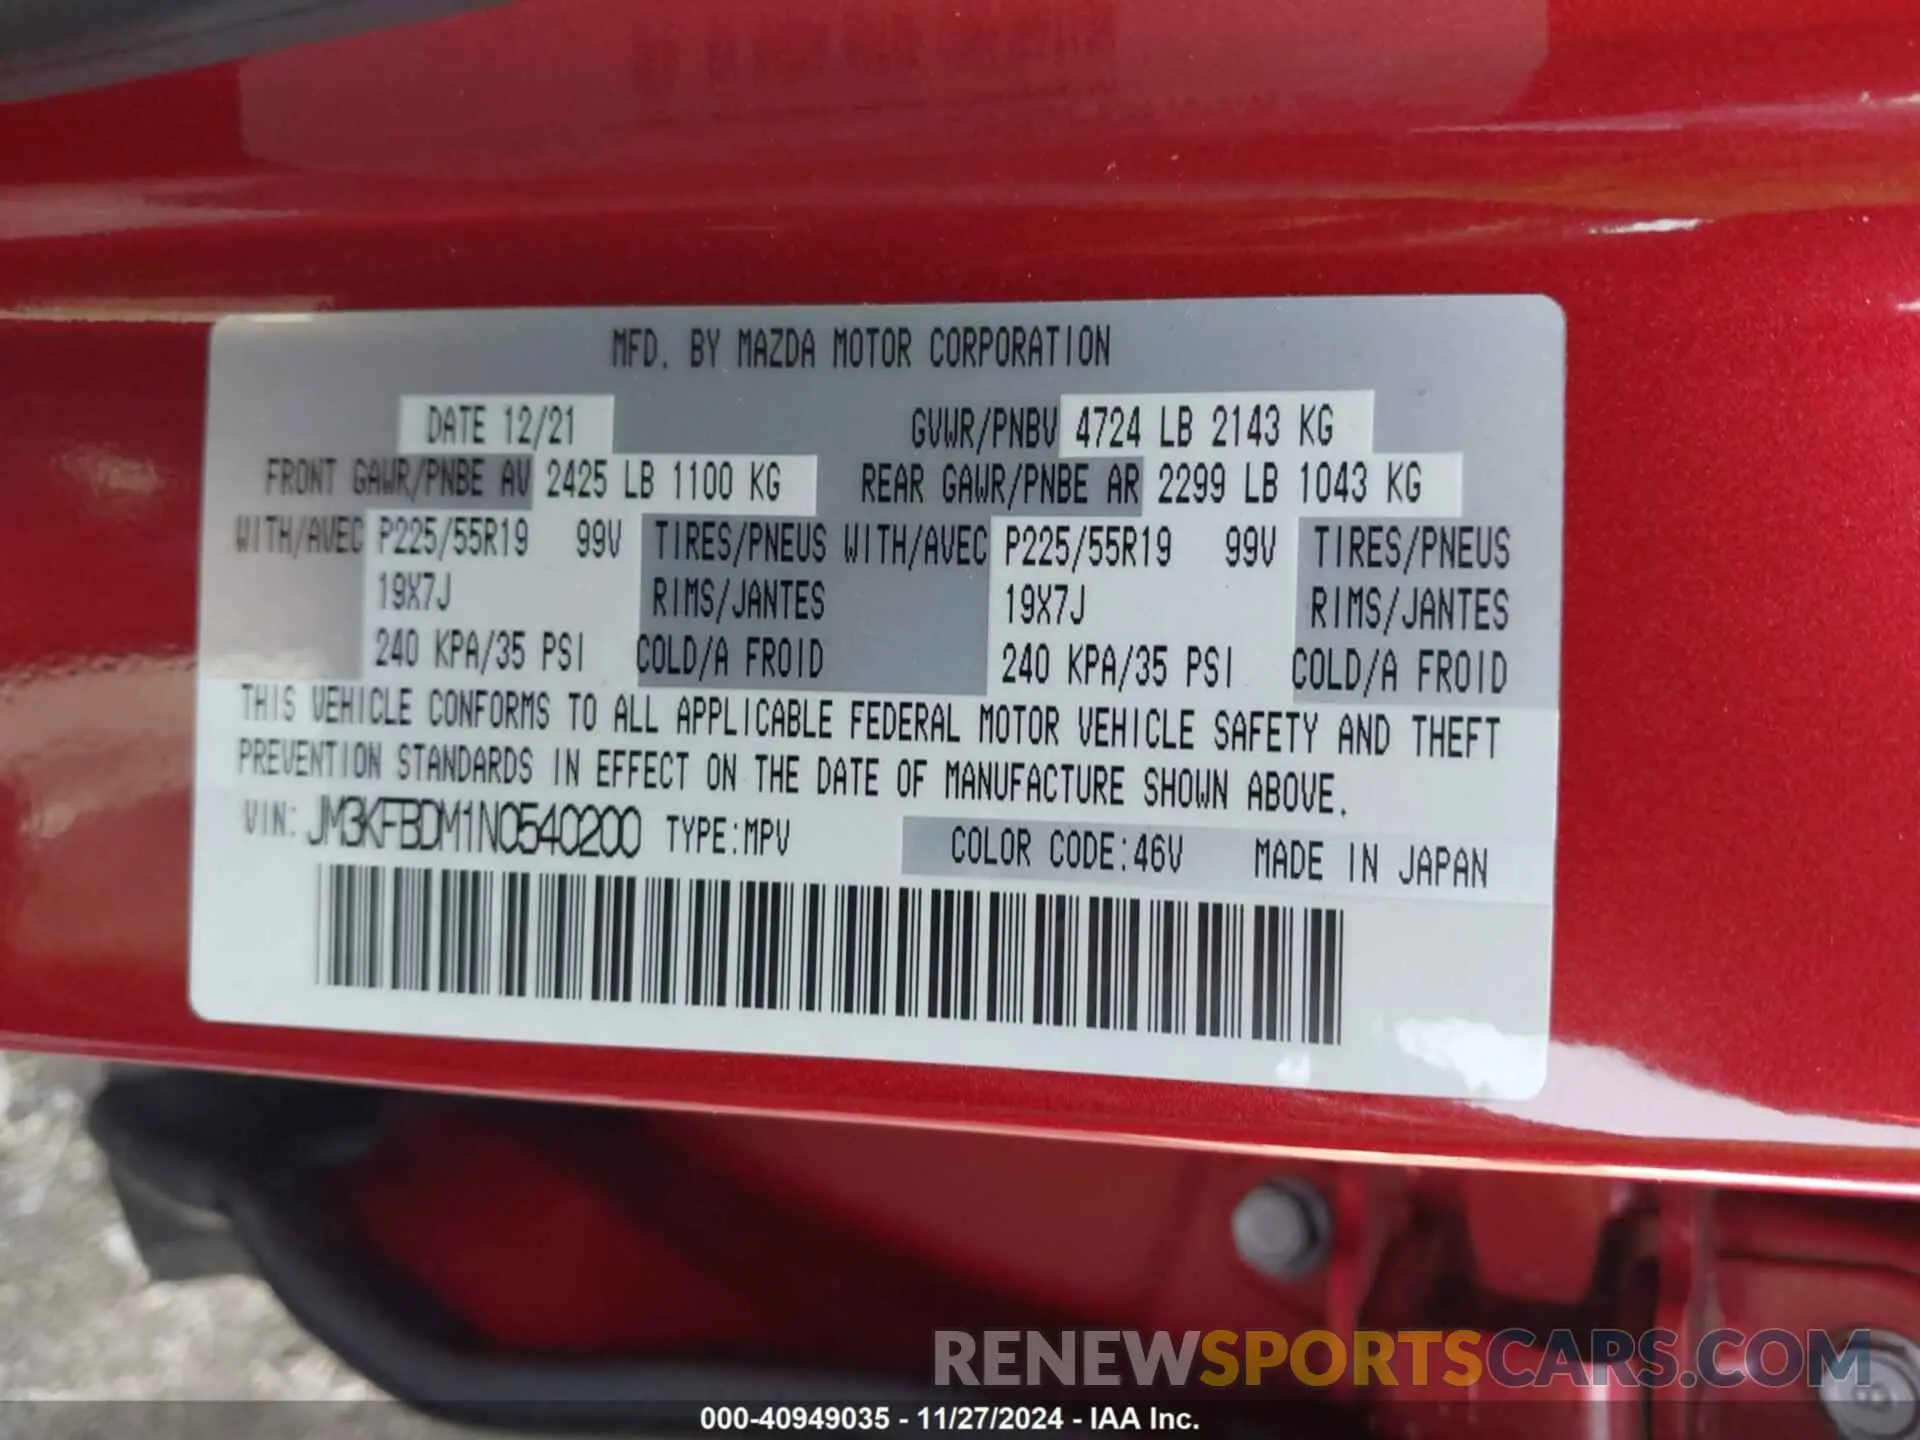 MFD. BY MAZDA MOTOR CORPORATION
DATE 12/21 GVWR/PNBV 4724 LB 2143 KG
FRONT GAWR/PNBE AV 2425 LB 1100 KG REAR GAWR/PNBE AR 2299 LB 1043 KG
WITH/AVEC P225/55R19 99V TIRES/PNEUS WITH/AVEC P225/55R19 99V TIRES/PNEUS
19X7J RIMS/JANTES 19X7J RIMS/JANTES
240 KPA/35 PSI COLD/A FROID 240 KPA/35 PSI COLD/A FROID
THIS VEHICLE CONFORMS TO ALL APPLICABLE FEDERAL MOTOR VEHICLE SAFETY AND THEFT
PREVENTION STANDARDS IN EFFECT ON THE DATE OF MANUFACTURE SHOWN ABOVE.
VIN: JM3KFBDM1N0540200 TYPE:MPV COLOR CODE:46V MADE IN JAPAN
RENEWSPORTSCARS.COM
000-40949035 - 11/27/2024 - IAA Inc.